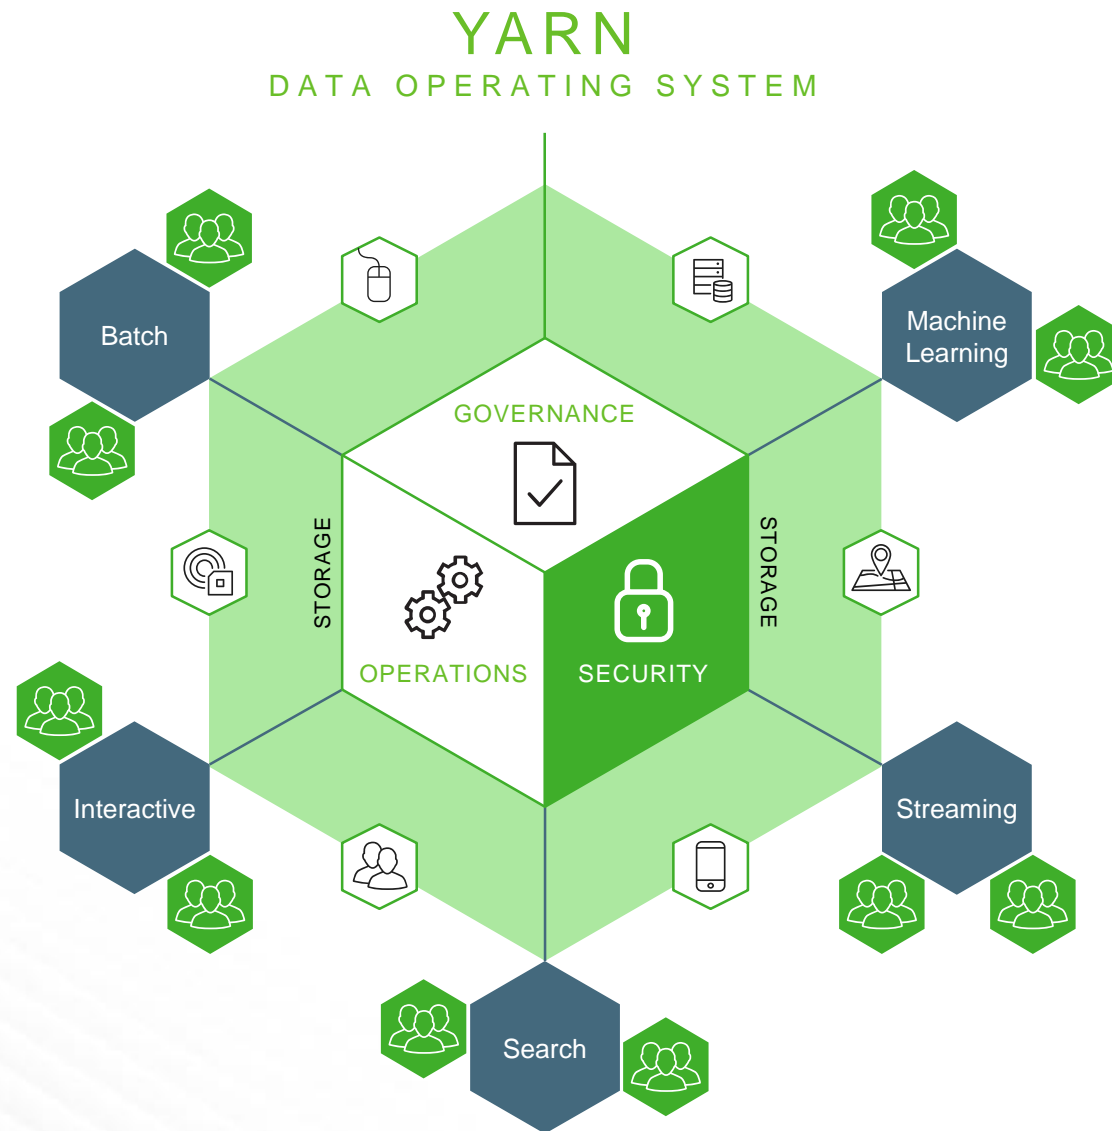 YARN
DATA OPERATING SYSTEM
Batch
Machine
Learning
GOVERNANCE
STORAGE
STORAGE
OPERATIONS
SECURITY
Interactive
Streaming
Search